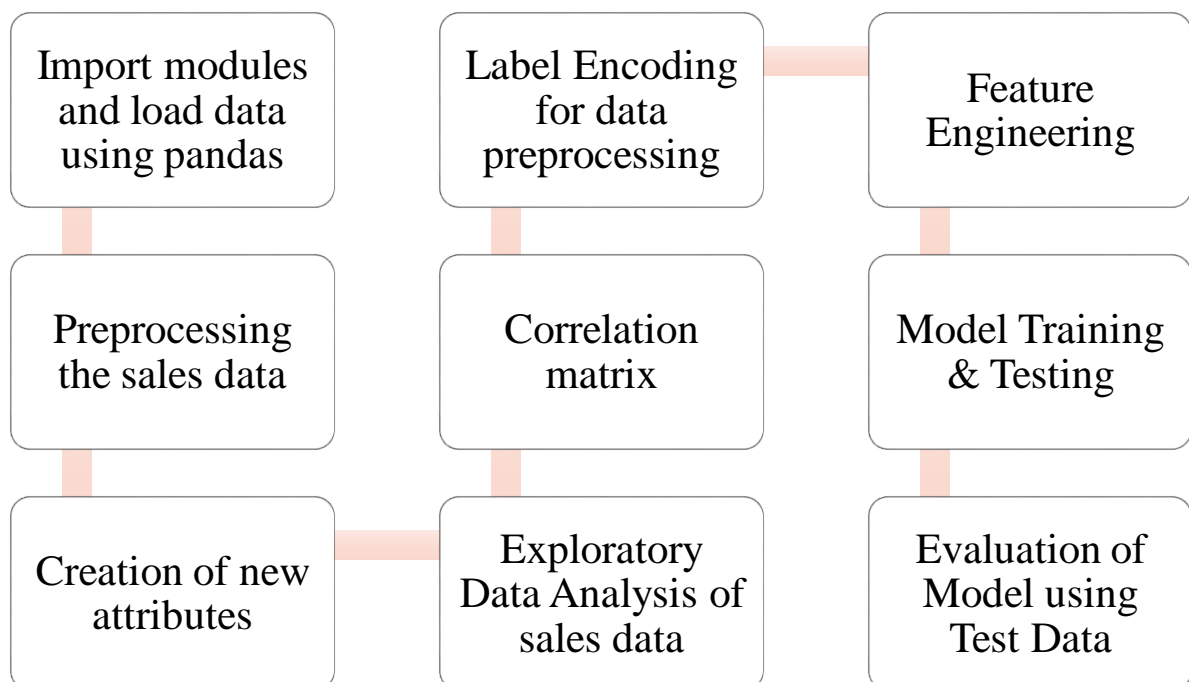 Import modules
and load data
using pandas
Preprocessing
the sales data
Creation of new
attributes
Exploratory
Data Analysis of
sales data
Correlation
matrix
Label Encoding
for data
preprocessing
Feature
Engineering
Model Training
& Testing
Evaluation of
Model using
Test Data